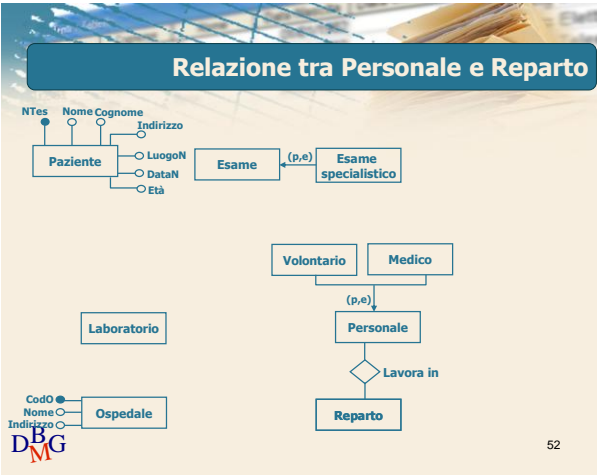 Relazione tra Personale e Reparto
NTes
Nome
Cognome
Indirizzo
Paziente
LuogoN
DataN
Età
Esame
(p,e)
Esame
specialistico
Volontario
Medico
(p,e)
Laboratorio
Personale
Lavora in
CodO
Nome
Indirizzo
Ospedale
Reparto
DBMG
52